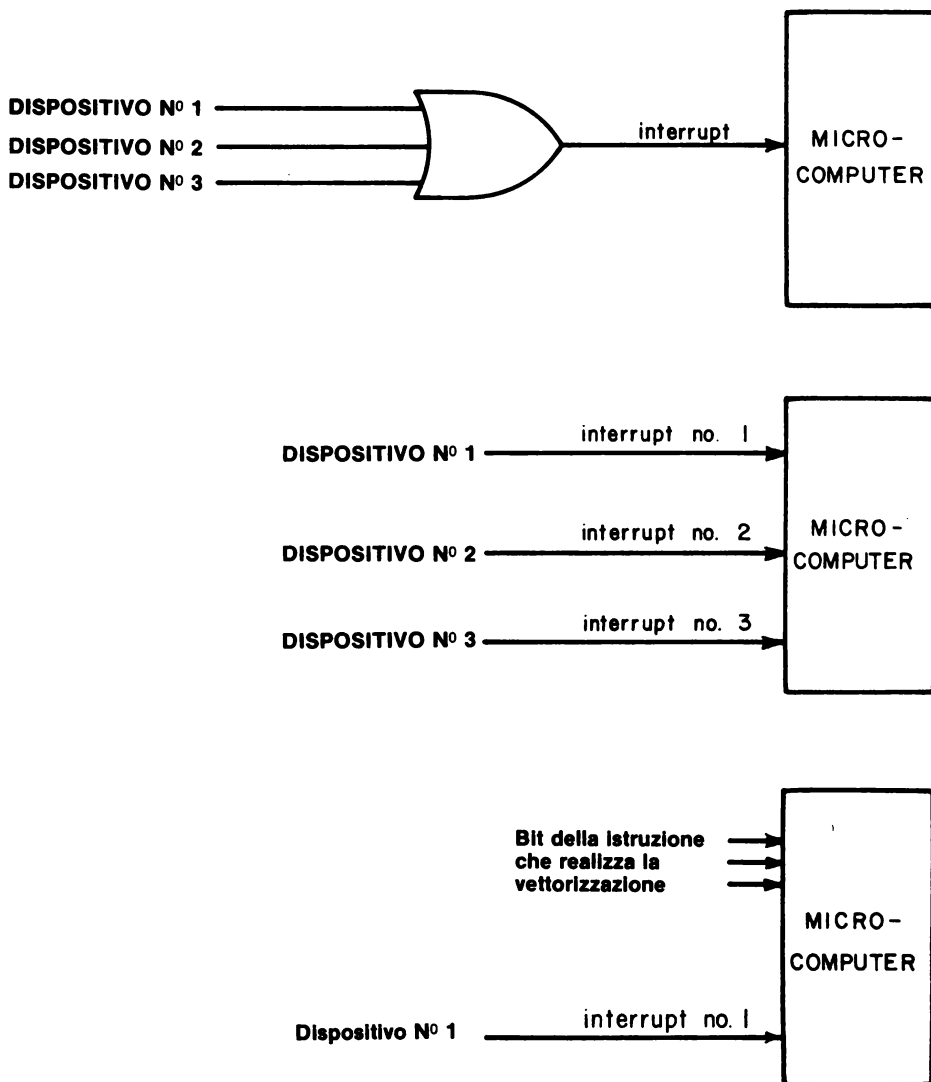 DISPOSITIVO Nº 1
DISPOSITIVO Nº 2
DISPOSITIVO Nº 3
interrupt
MICRO-
COMPUTER
DISPOSITIVO Nº 1
interrupt no. 1
DISPOSITIVO Nº 2
interrupt no. 2
DISPOSITIVO Nº 3
interrupt no. 3
MICRO-
COMPUTER
Bit della istruzione
che realizza la
vettorizzazione
MICRO-
COMPUTER
Dispositivo Nº 1
interrupt no. 1